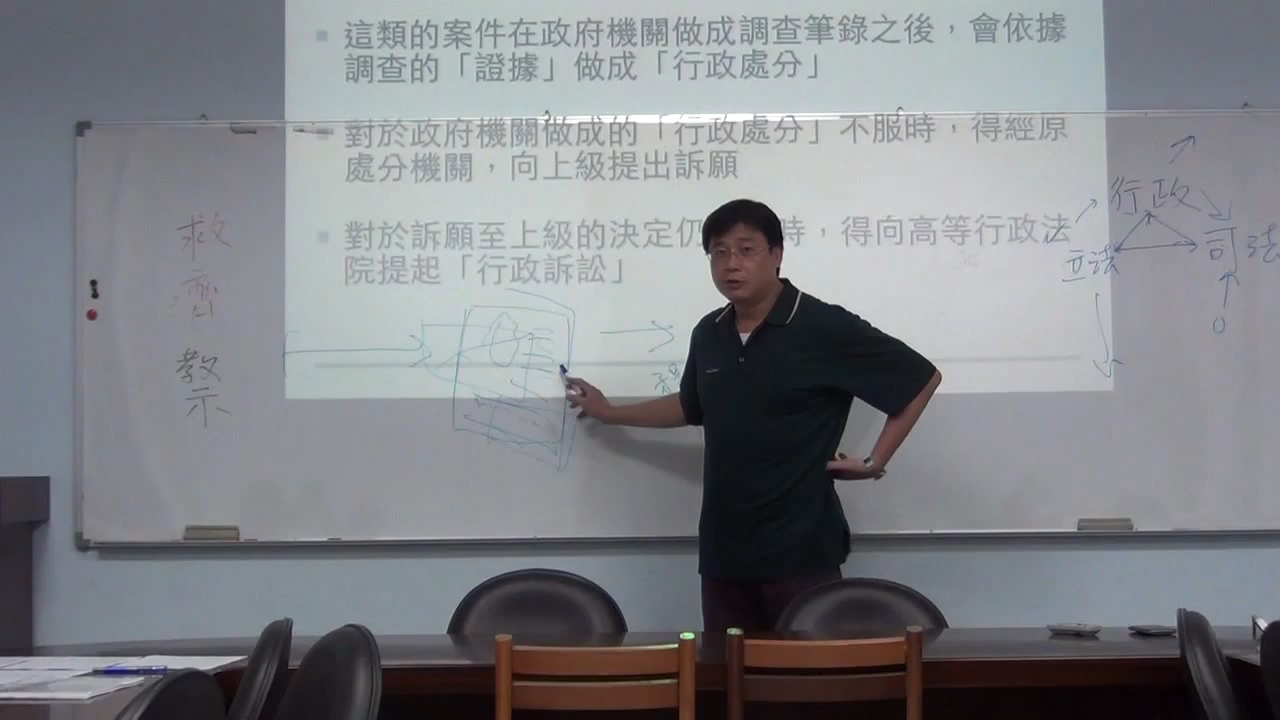 這類的案件在政府機關做成調查筆錄之後，會依據
調查的「證據」做成「行政處分」
對於政府機關做成的「行政處分」不服時，得經原
處分機關，向上級提出訴願
對於訴願至上級的決定仍時，得向高等行政法
院提起「行政訴訟」
救濟教示
行政
立法
司法